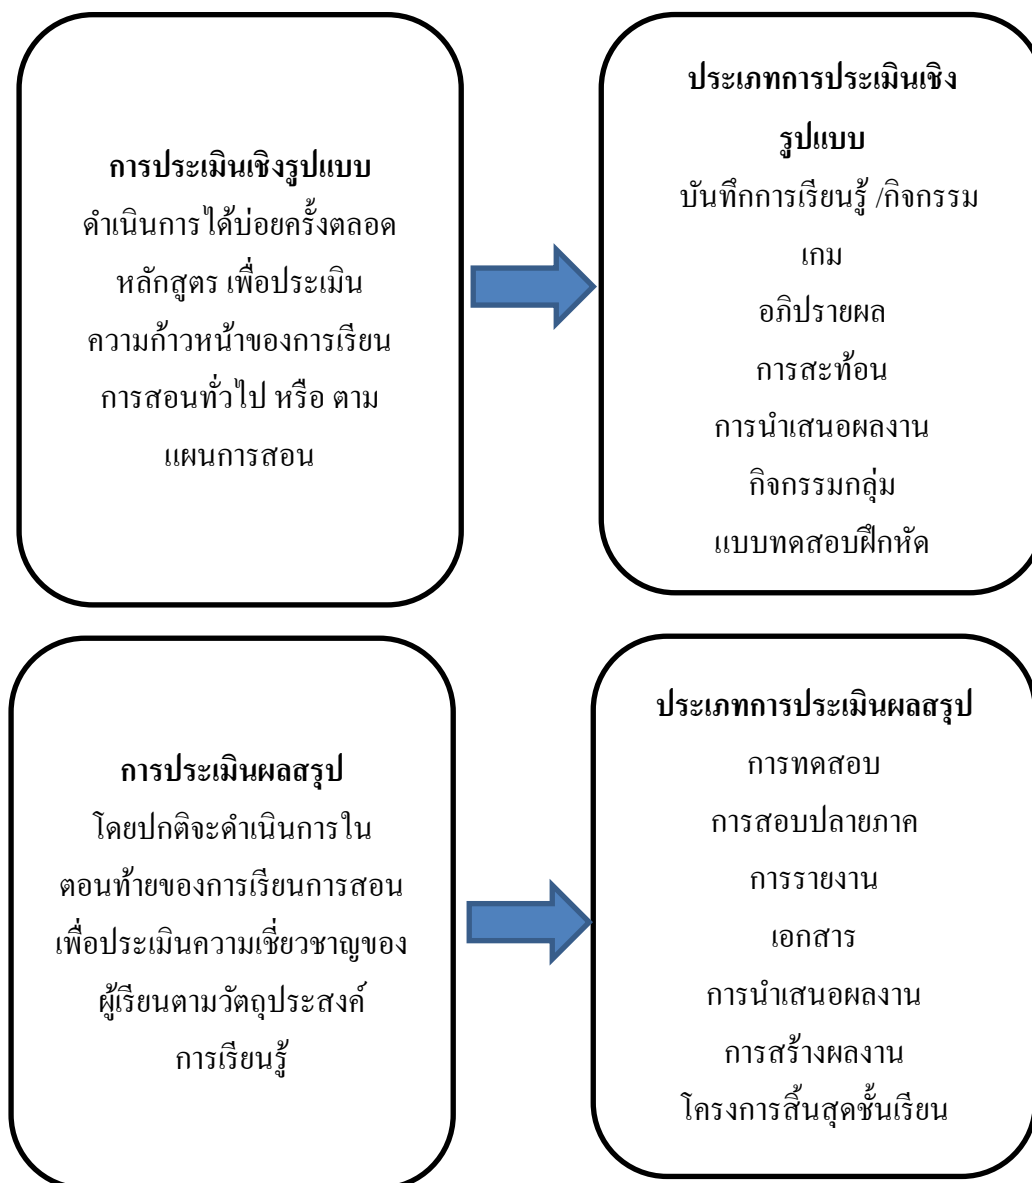 การประเมินเชิงรูปแบบ
ดำเนินการได้บ่อยครั้งตลอด
หลักสูตร เพื่อประเมิน
ความก้าวหน้าของการเรียน
การสอนทั่วไป หรือ ตาม
แผนการสอน
ประเภทการประเมินเชิง
รูปแบบ
บันทึกการเรียนรู้ /กิจกรรม
เกม
อภิปรายผล
การสะท้อน
การนำเสนอผลงาน
กิจกรรมกลุ่ม
แบบทดสอบฝึกหัด
การประเมินผลสรุป
โดยปกติจะดำเนินการใน
ตอนท้ายของการเรียนการสอน
เพื่อประเมินความเชี่ยวชาญของ
ผู้เรียนตามวัตถุประสงค์
การเรียนรู้
ประเภทการประเมินผลสรุป
การทดสอบ
การสอบปลายภาค
การรายงาน
เอกสาร
การนำเสนอผลงาน
การสร้างผลงาน
โครงการสิ้นสุดชั้นเรียน